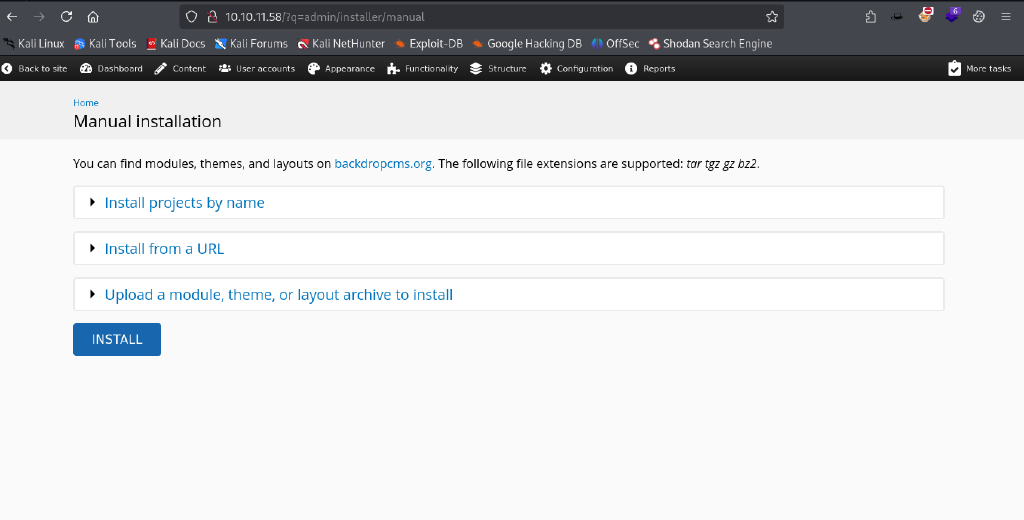 10.10.11.58/?q=admin/installer/manual
Kali Linux Kali Tools Kali Docs Kali Forums Kali NetHunter Exploit-DB Google Hacking DB OffSec Shodan Search Engine
Back to site Dashboard Content User accounts Appearance Functionality Structure Configuration Reports More tasks
Home
Manual installation
You can find modules, themes, and layouts on backdropcms.org. The following file extensions are supported: tar tgz gz bz2.
Install projects by name
Install from a URL
Upload a module, theme, or layout archive to install
INSTALL